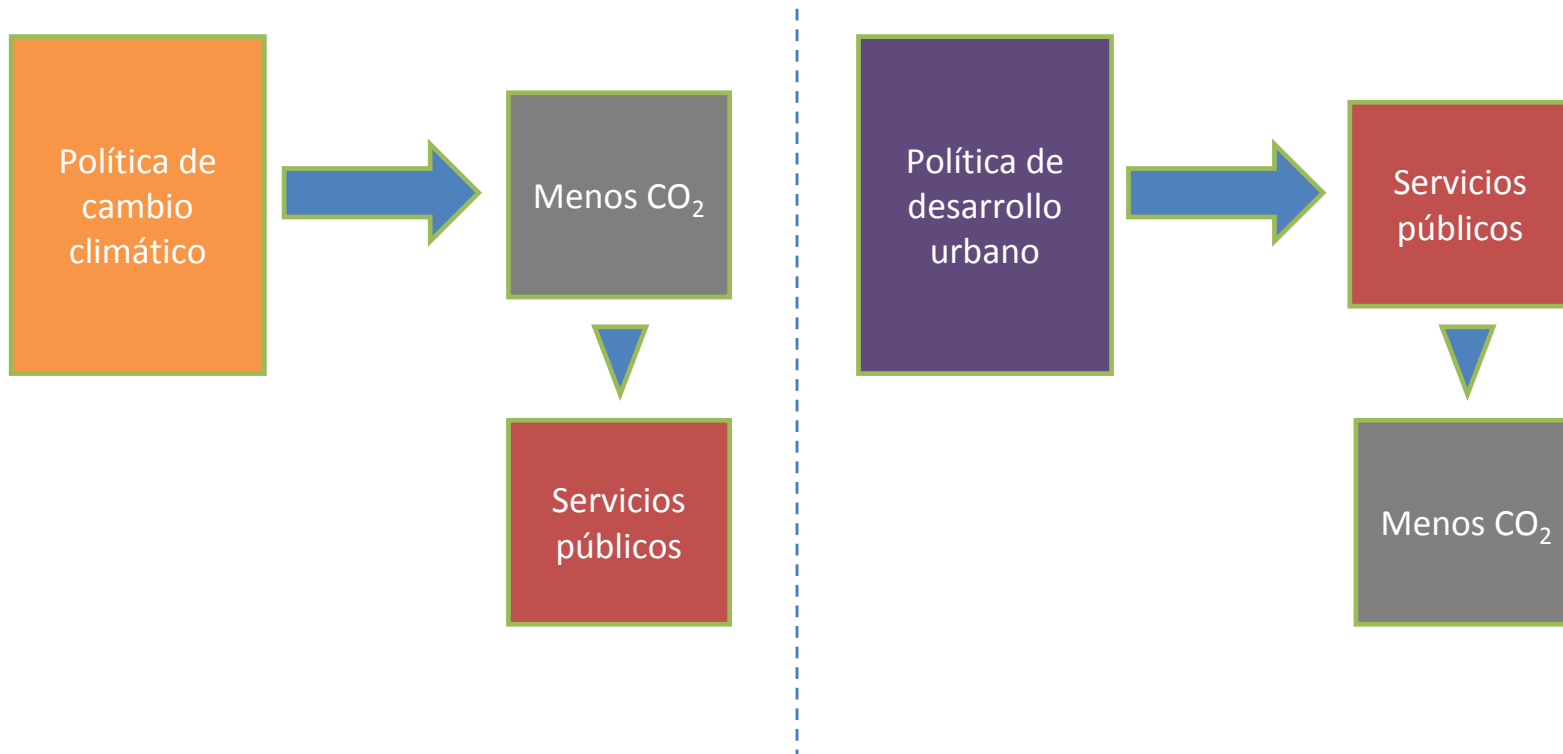 Política de
cambio
climático
Menos CO₂
Servicios
públicos
Política de
desarrollo
urbano
Servicios
públicos
Menos CO₂